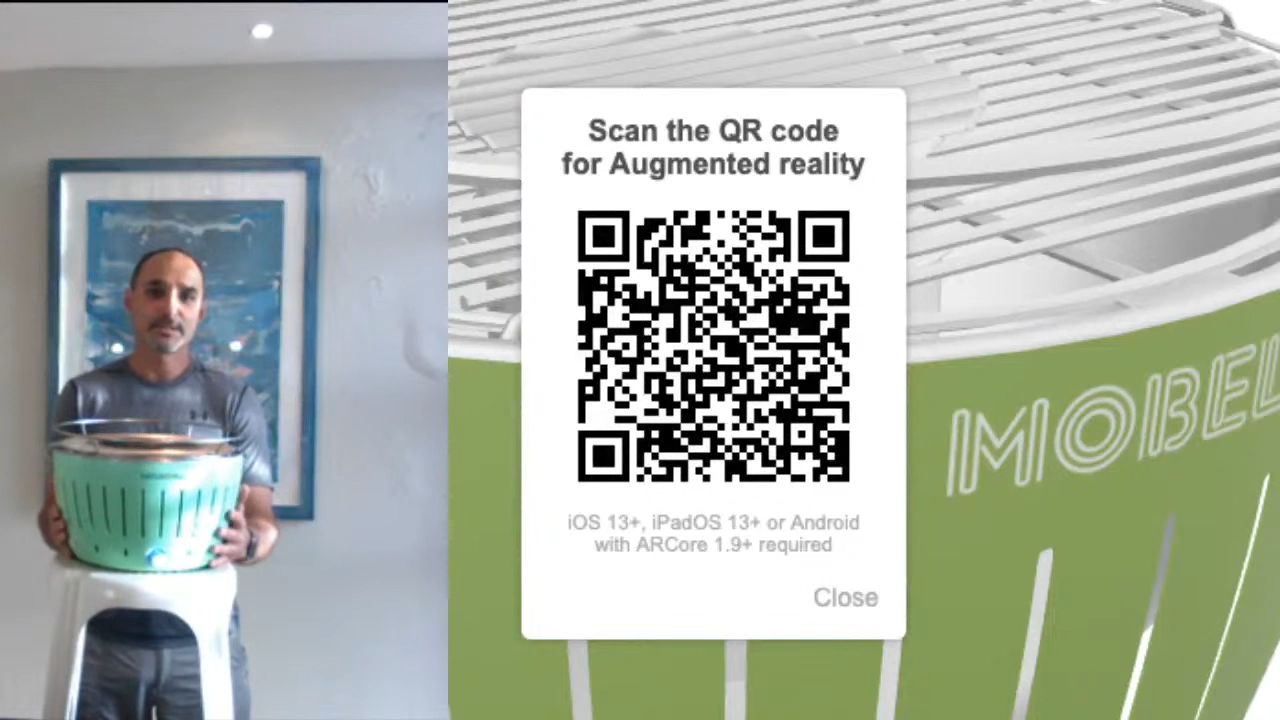 Scan the QR code
for Augmented reality
iOS 13+, iPadOS 13+ or Android
with ARCore 1.9+ required
Close
MOBEL